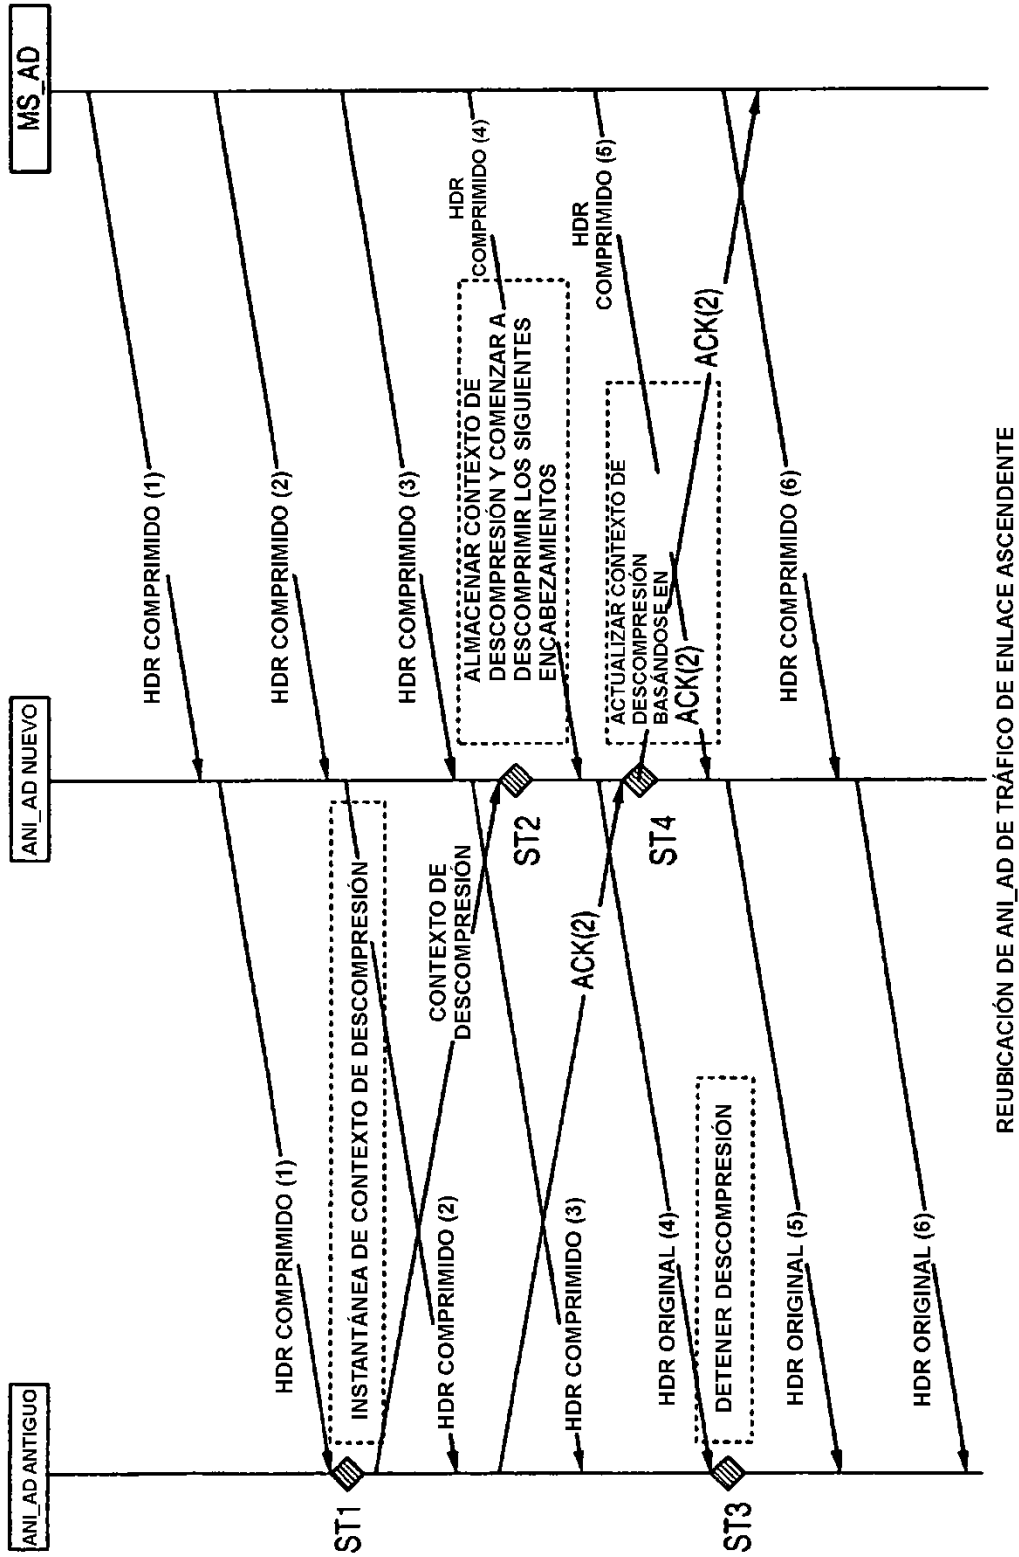 ANI_AD ANTIGUO
ANI_AD NUEVO
MS_AD
HDR COMPRIMIDO (1)
HDR COMPRIMIDO (1)
HDR COMPRIMIDO (2)
ST1
INSTANTÁNEA DE CONTEXTO DE DESCOMPRESIÓN
HDR COMPRIMIDO (2)
HDR COMPRIMIDO (3)
CONTEXTO DE
DESCOMPRESIÓN
ST2
ALMACENAR CONTEXTO DE
DESCOMPRESIÓN Y COMENZAR A
DESCOMPRIMIR LOS SIGUIENTES
ENCABEZAMIENTOS
HDR
COMPRIMIDO (4)
HDR COMPRIMIDO (3)
ACK(2)
ST4
ACTUALIZAR CONTEXTO DE
DESCOMPRESIÓN
BASÁNDOSE EN
ACK(2)
HDR
COMPRIMIDO (5)
ACK(2)
HDR ORIGINAL (4)
ST3
DETENER DESCOMPRESIÓN
HDR ORIGINAL (5)
HDR COMPRIMIDO (6)
HDR ORIGINAL (6)
REUBICACIÓN DE ANI_AD DE TRÁFICO DE ENLACE ASCENDENTE